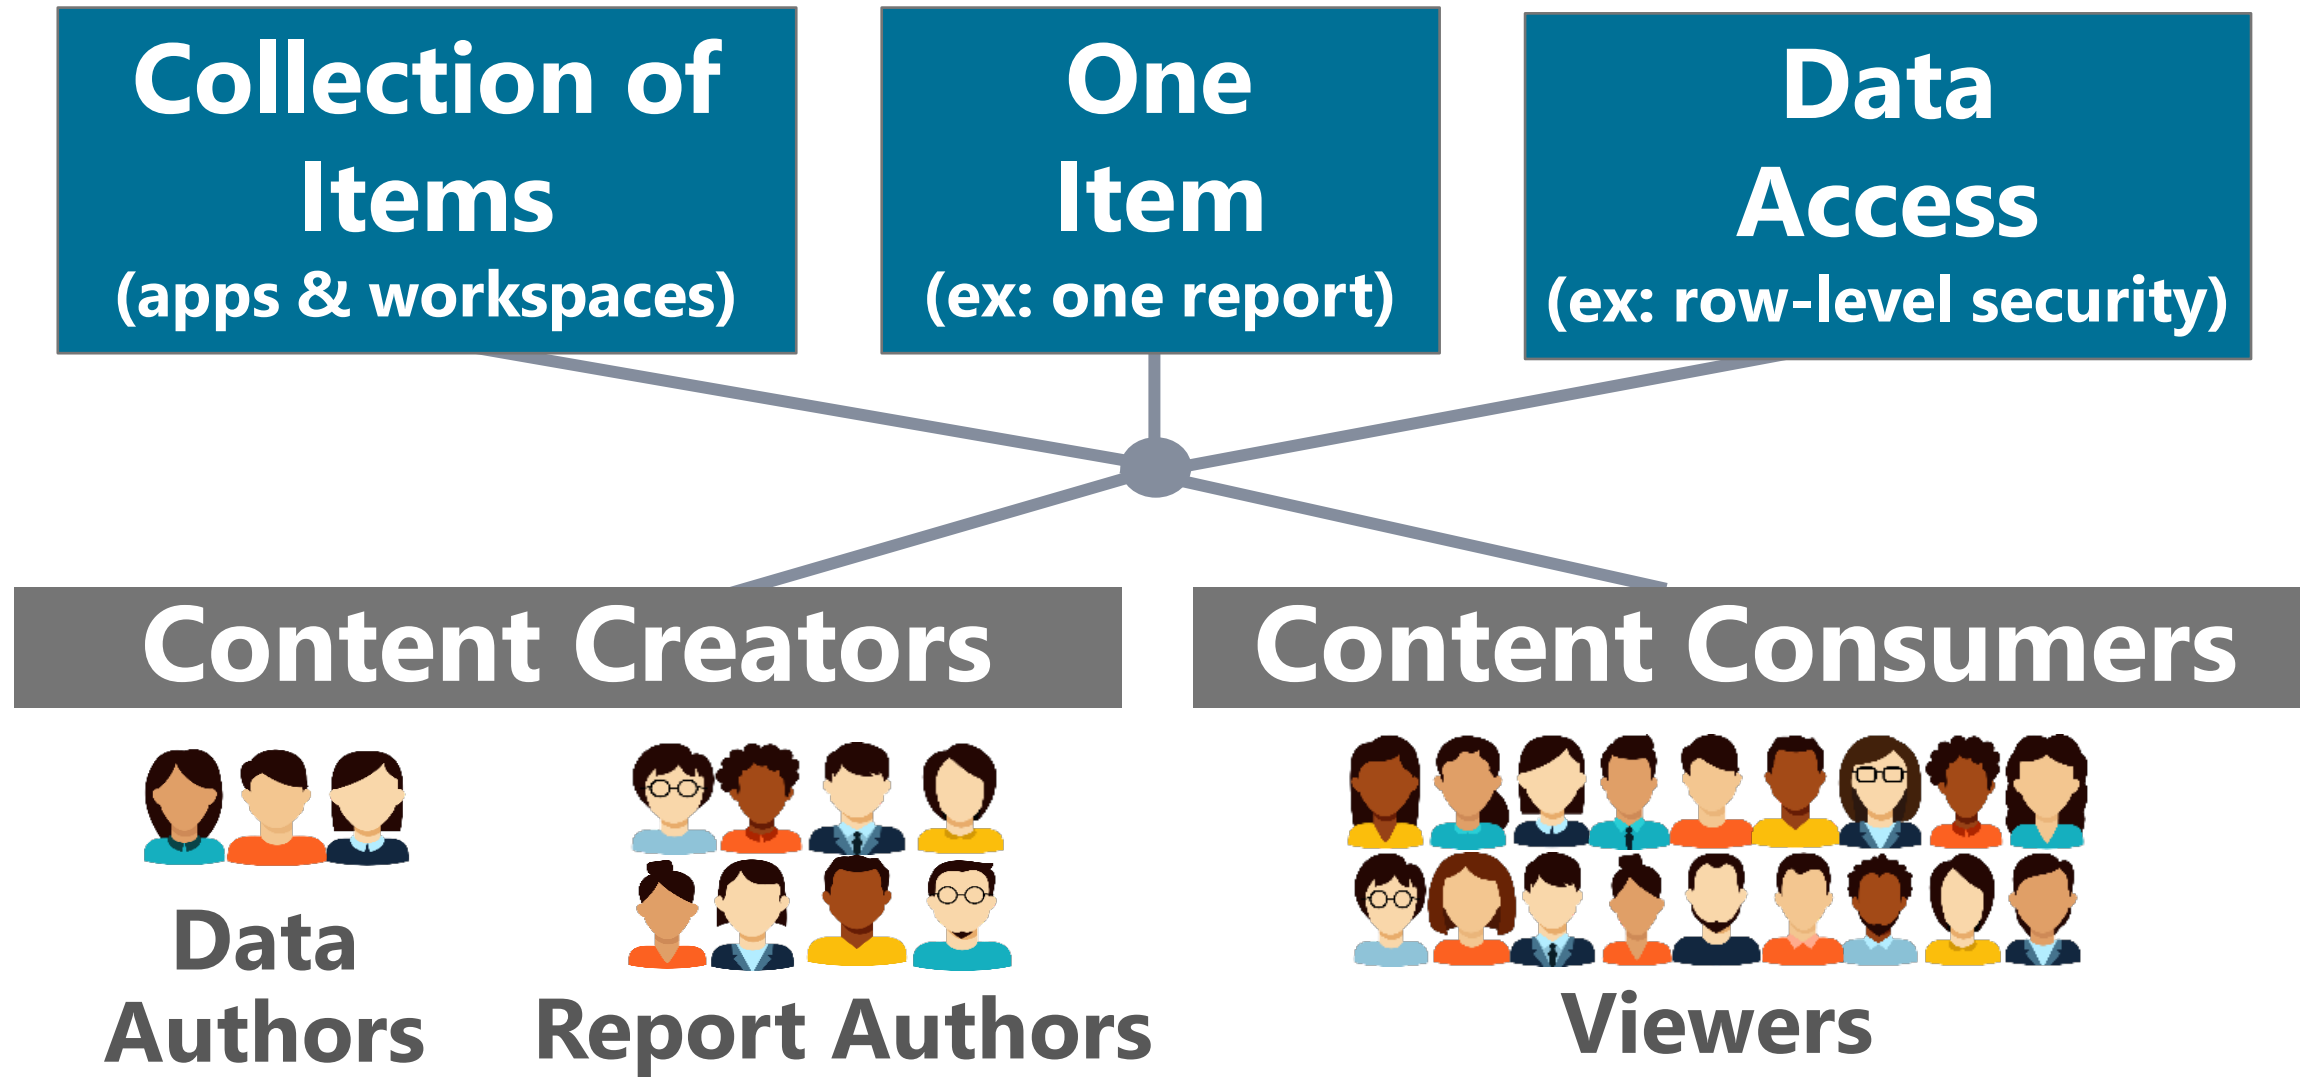 Collection of
Items
(apps & workspaces)
One
Item
(ex: one report)
Data
Access
(ex: row-level security)
Content Creators
Content Consumers
Data
Authors
Report Authors
Viewers